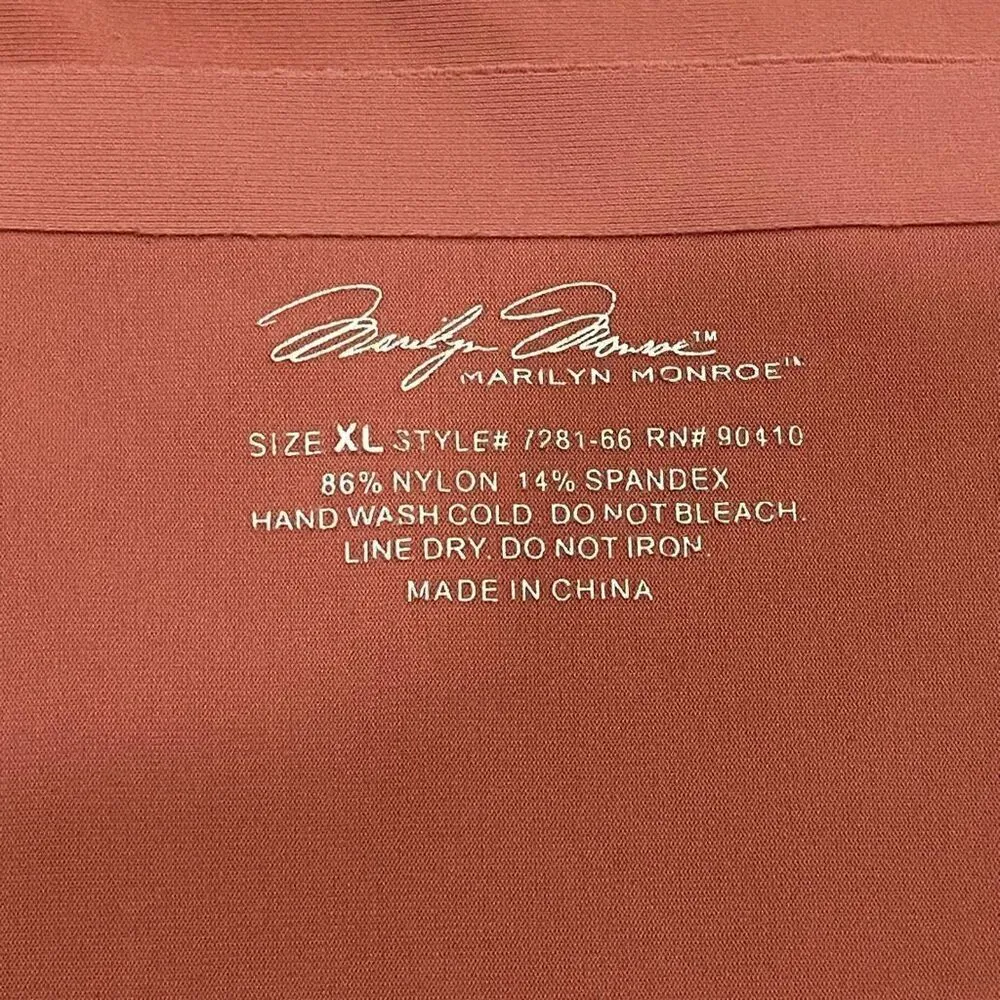 Marilyn Monroe™
MARILYN MONROE™
SIZE XL STYLE# 7281-66 RN# 90410
86% NYLON 14% SPANDEX
HAND WASH COLD. DO NOT BLEACH.
LINE DRY. DO NOT IRON.
MADE IN CHINA